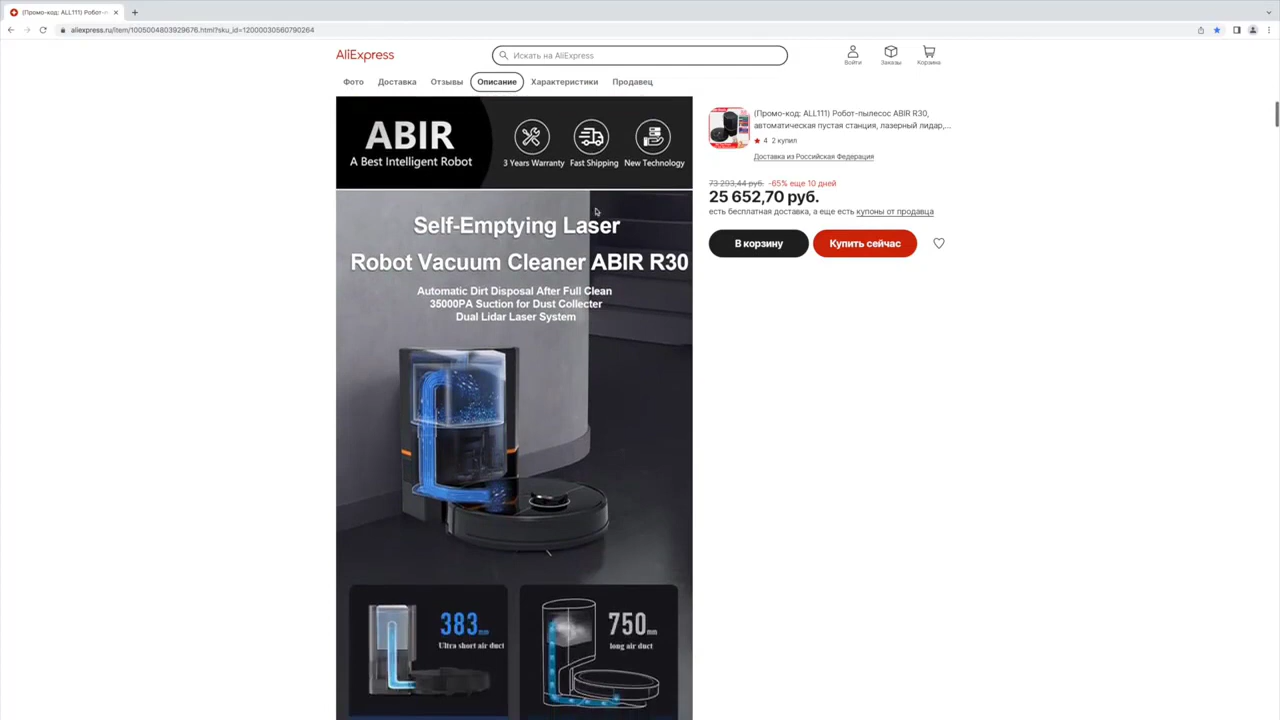 (Промо-код: ALL111) Робот-п
aliexpress.ru/item/1005004803929676.html?sku_id=12000030560790264
AliExpress
Искать на AliExpress
Войти
Заказы
Корзина
Фото
Доставка
Отзывы
Описание
Характеристики
Продавец
ABIR
A Best Intelligent Robot
3 Years Warranty
Fast Shipping
New Technology
Self-Emptying Laser
Robot Vacuum Cleaner ABIR R30
Automatic Dirt Disposal After Full Clean
35000PA Suction for Dust Collecter
Dual Lidar Laser System
383mm
Ultra short air duct
750mm
long air duct
(Промо-код: ALL111) Робот-пылесос ABIR R30,
автоматическая пустая станция, лазерный лидар,...
4 2 купил
Доставка из Российская Федерация
73 293,44 руб. -65% еще 10 дней
25 652,70 руб.
есть бесплатная доставка, а еще есть купоны от продавца
В корзину
Купить сейчас